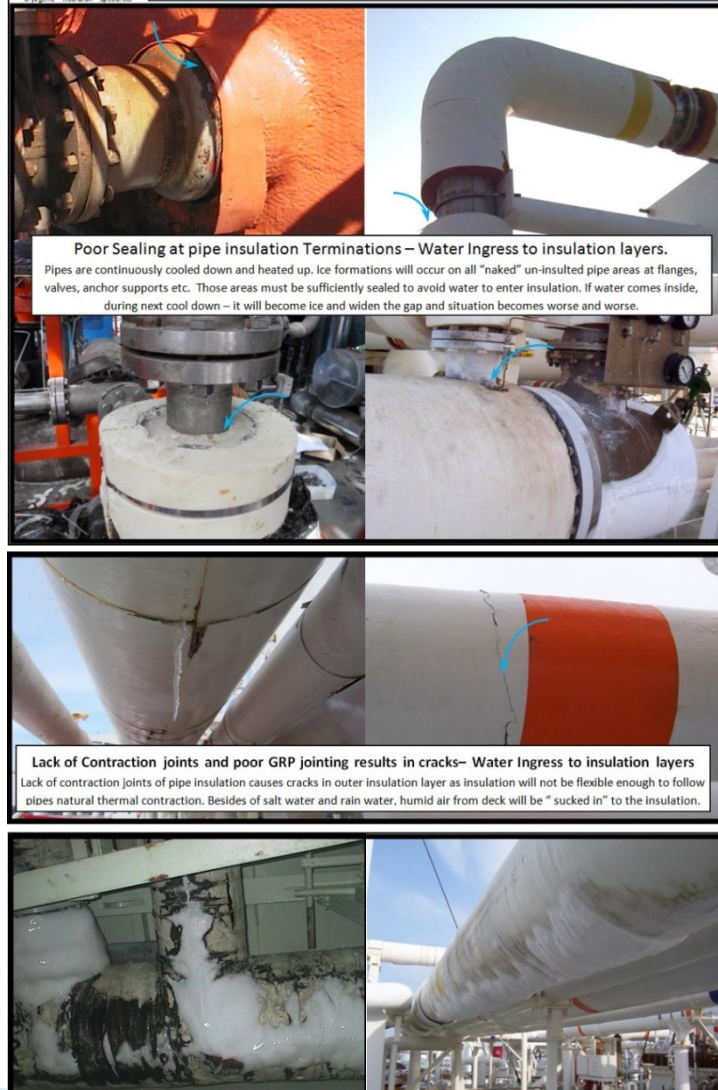 Poor Sealing at pipe insulation Terminations – Water Ingress to insulation layers.
Pipes are continuously cooled down and heated up. Ice formations will occur on all “naked” un-insulted pipe areas at flanges,
valves, anchor supports etc.  Those areas must be sufficiently sealed to avoid water to enter insulation. If water comes inside,
during next cool down – it will become ice and widen the gap and situation becomes worse and worse.
Lack of Contraction joints and poor GRP jointing results in cracks– Water Ingress to insulation layers
Lack of contraction joints of pipe insulation causes cracks in outer insulation layer as insulation will not be flexible enough to follow
pipes natural thermal contraction. Besides of salt water and rain water, humid air from deck will be “ sucked in” to the insulation.